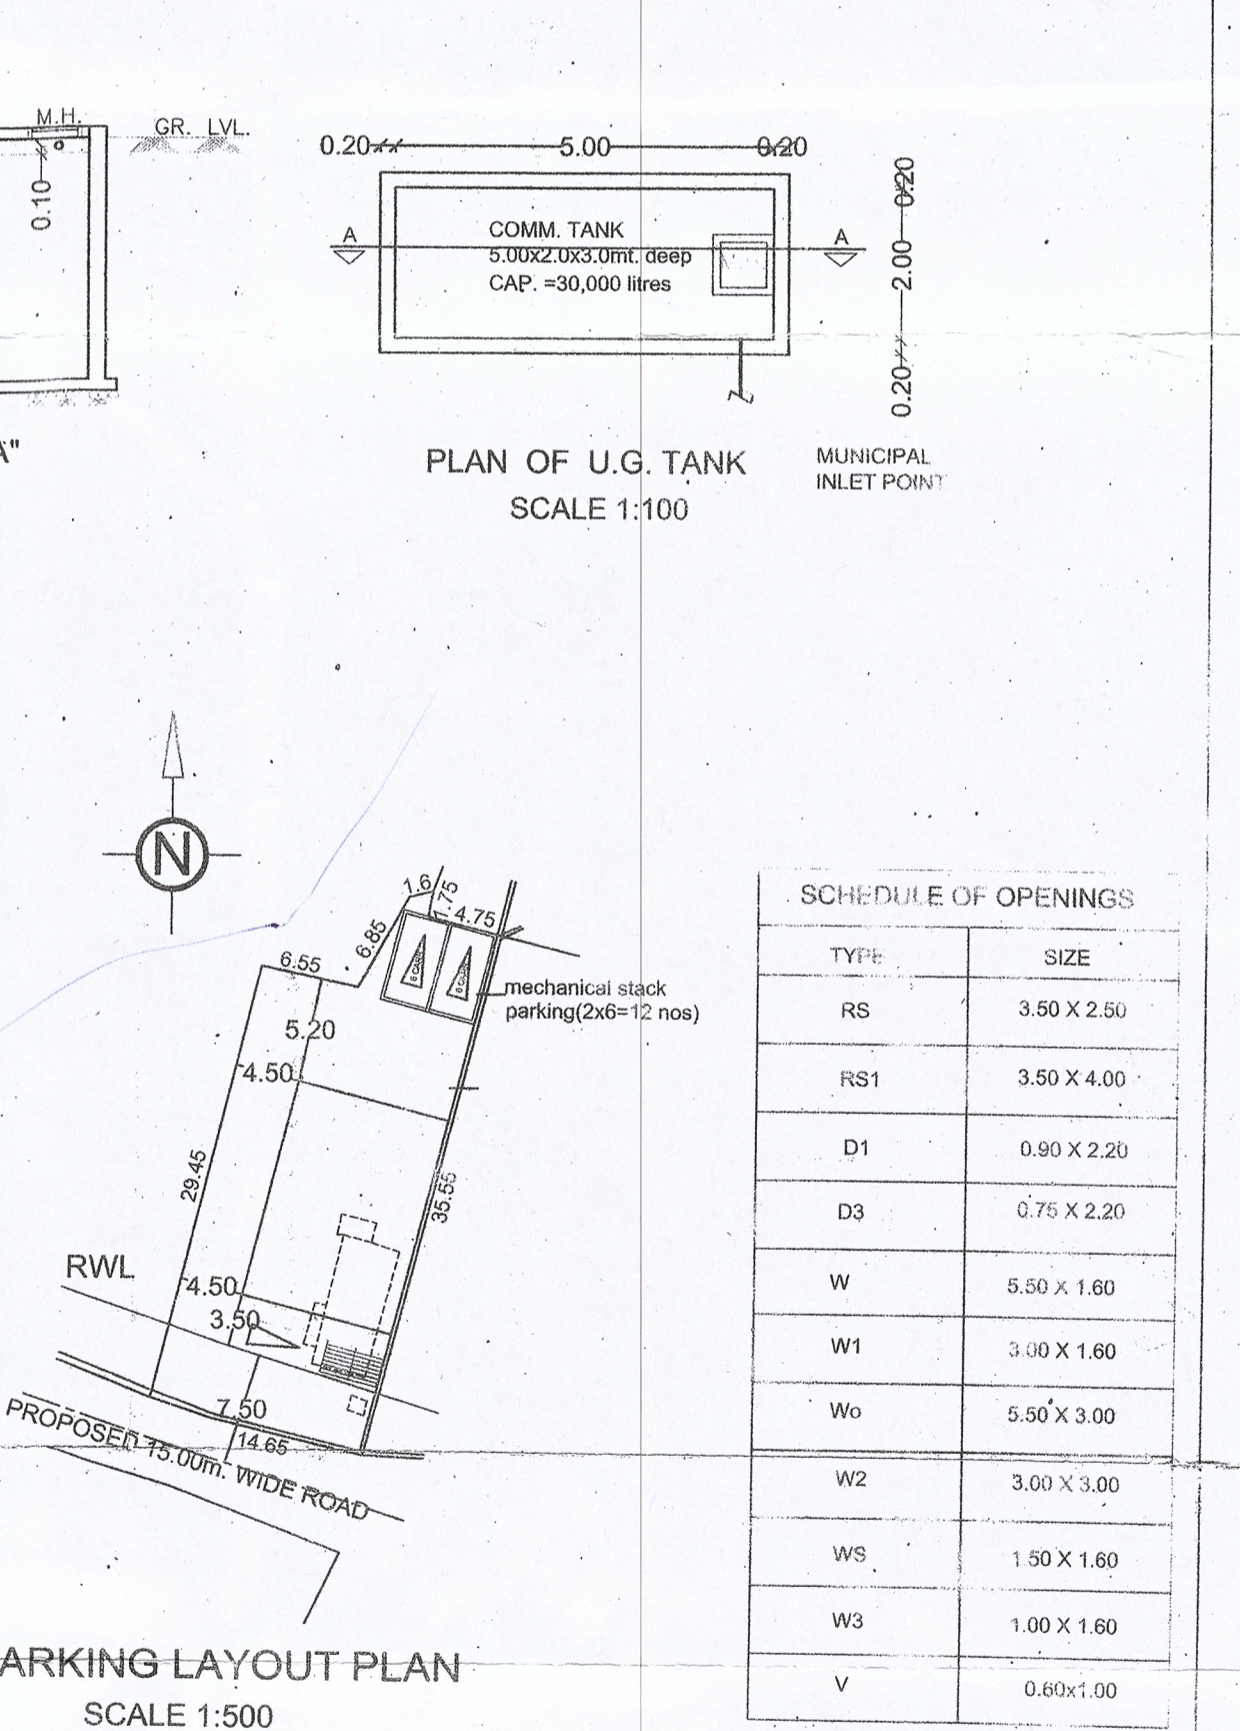 M.H.
GR. LVL.
0.10
A"
0.20 5.00 0.20
A A
COMM. TANK
5.00x2.0x3.0mt. deep
CAP. =30,000 litres
0.20
2.00
0.20
PLAN OF U.G. TANK
SCALE 1:100
MUNICIPAL
INLET POINT
N
1.6
1.75
4.75
6.85
6.55
mechanical stack
parking(2x6=12 nos)
5.20
4.50
29.45
35.55
RWL
4.50
3.50
7.50
14.65
PROPOSED 15.00m. WIDE ROAD
ARKING LAYOUT PLAN
SCALE 1:500
SCHEDULE OF OPENINGS
TYPE SIZE
RS 3.50 X 2.50
RS1 3.50 X 4.00
D1 0.90 X 2.20
D3 0.75 X 2.20
W 5.50 X 1.60
W1 3.00 X 1.60
Wo 5.50 X 3.00
W2 3.00 X 3.00
WS 1.50 X 1.60
W3 1.00 X 1.60
V 0.60x1.00